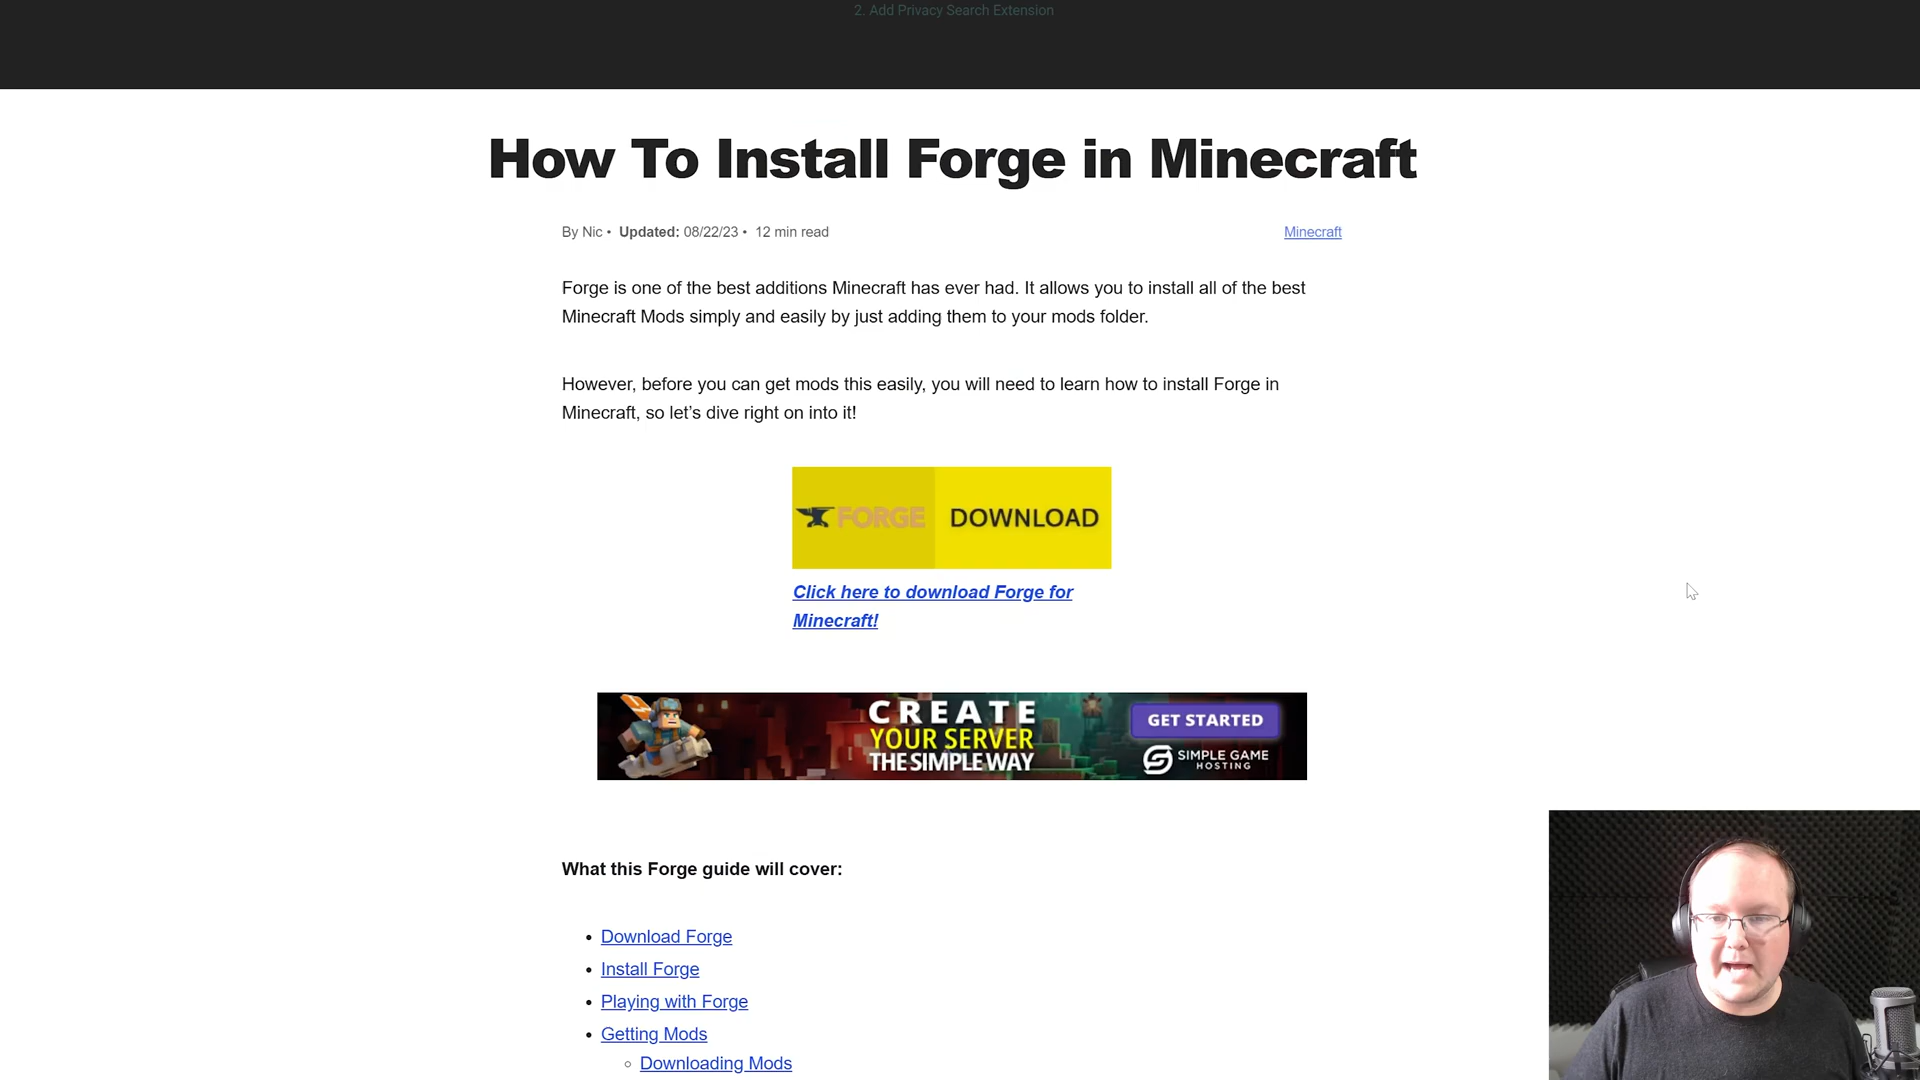 2. Add Privacy Search Extension
How To Install Forge in Minecraft
By Nic • Updated: 08/22/23 • 12 min read
Minecraft
Forge is one of the best additions Minecraft has ever had. It allows you to install all of the best
Minecraft Mods simply and easily by just adding them to your mods folder.
However, before you can get mods this easily, you will need to learn how to install Forge in
Minecraft, so let’s dive right on into it!
FORGE DOWNLOAD
Click here to download Forge for
Minecraft!
CREATE
YOUR SERVER
THE SIMPLE WAY
GET STARTED
SIMPLE GAME
HOSTING
What this Forge guide will cover:
• Download Forge
• Install Forge
• Playing with Forge
• Getting Mods
◦ Downloading Mods